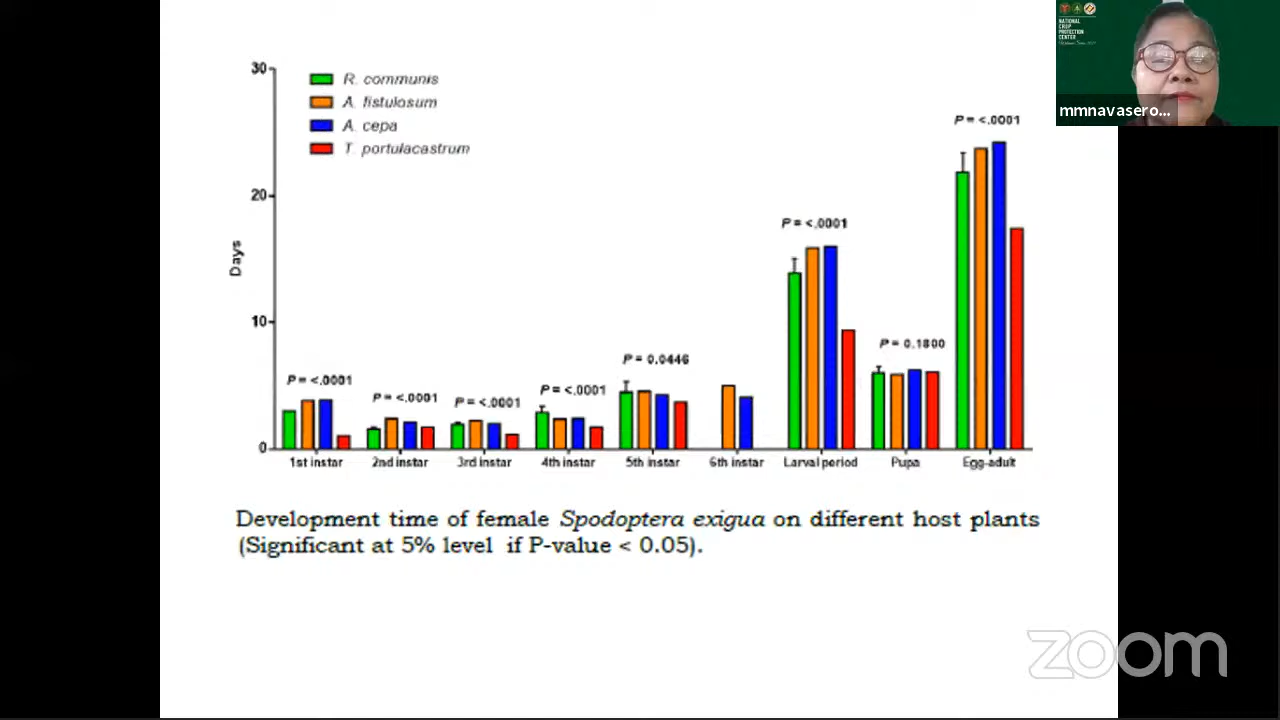 NATIONAL
CROP
PROTECTION
CENTER
mmnavasero...
30
20
10
0
Days
R. communis
A. fistulosum
A. cepa
T. portulacastrum
P = <.0001
P = <.0001
P = <.0001
P = <.0001
P = 0.0446
P = <.0001
P = 0.1800
P = <.0001
1st instar
2nd instar
3rd instar
4th instar
5th instar
6th instar
Larval period
Pupa
Egg-adult
Development time of female Spodoptera exigua on different host plants
(Significant at 5% level if P-value < 0.05).
zoom